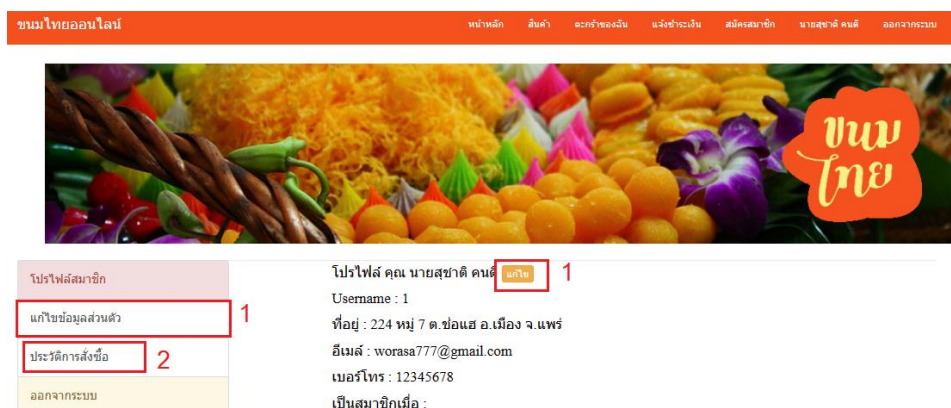 ขนมไทยออนไลน์
หน้าหลัก สินค้า ตะกร้าของฉัน แจ้งชำระเงิน สมัครสมาชิก นายสุชาติ คนดี ออกจากระบบ
ขนม
ไทย
โปรไฟล์สมาชิก
แก้ไขข้อมูลส่วนตัว 1
ประวัติการสั่งซื้อ 2
ออกจากระบบ
โปรไฟล์ คุณ นายสุชาติ คนดี แก้ไข 1
Username : 1
ที่อยู่ : 224 หมู่ 7 ต.ช่อแฮ อ.เมือง จ.แพร่
อีเมล์ : worasa777@gmail.com
เบอร์โทร : 12345678
เป็นสมาชิกเมื่อ :